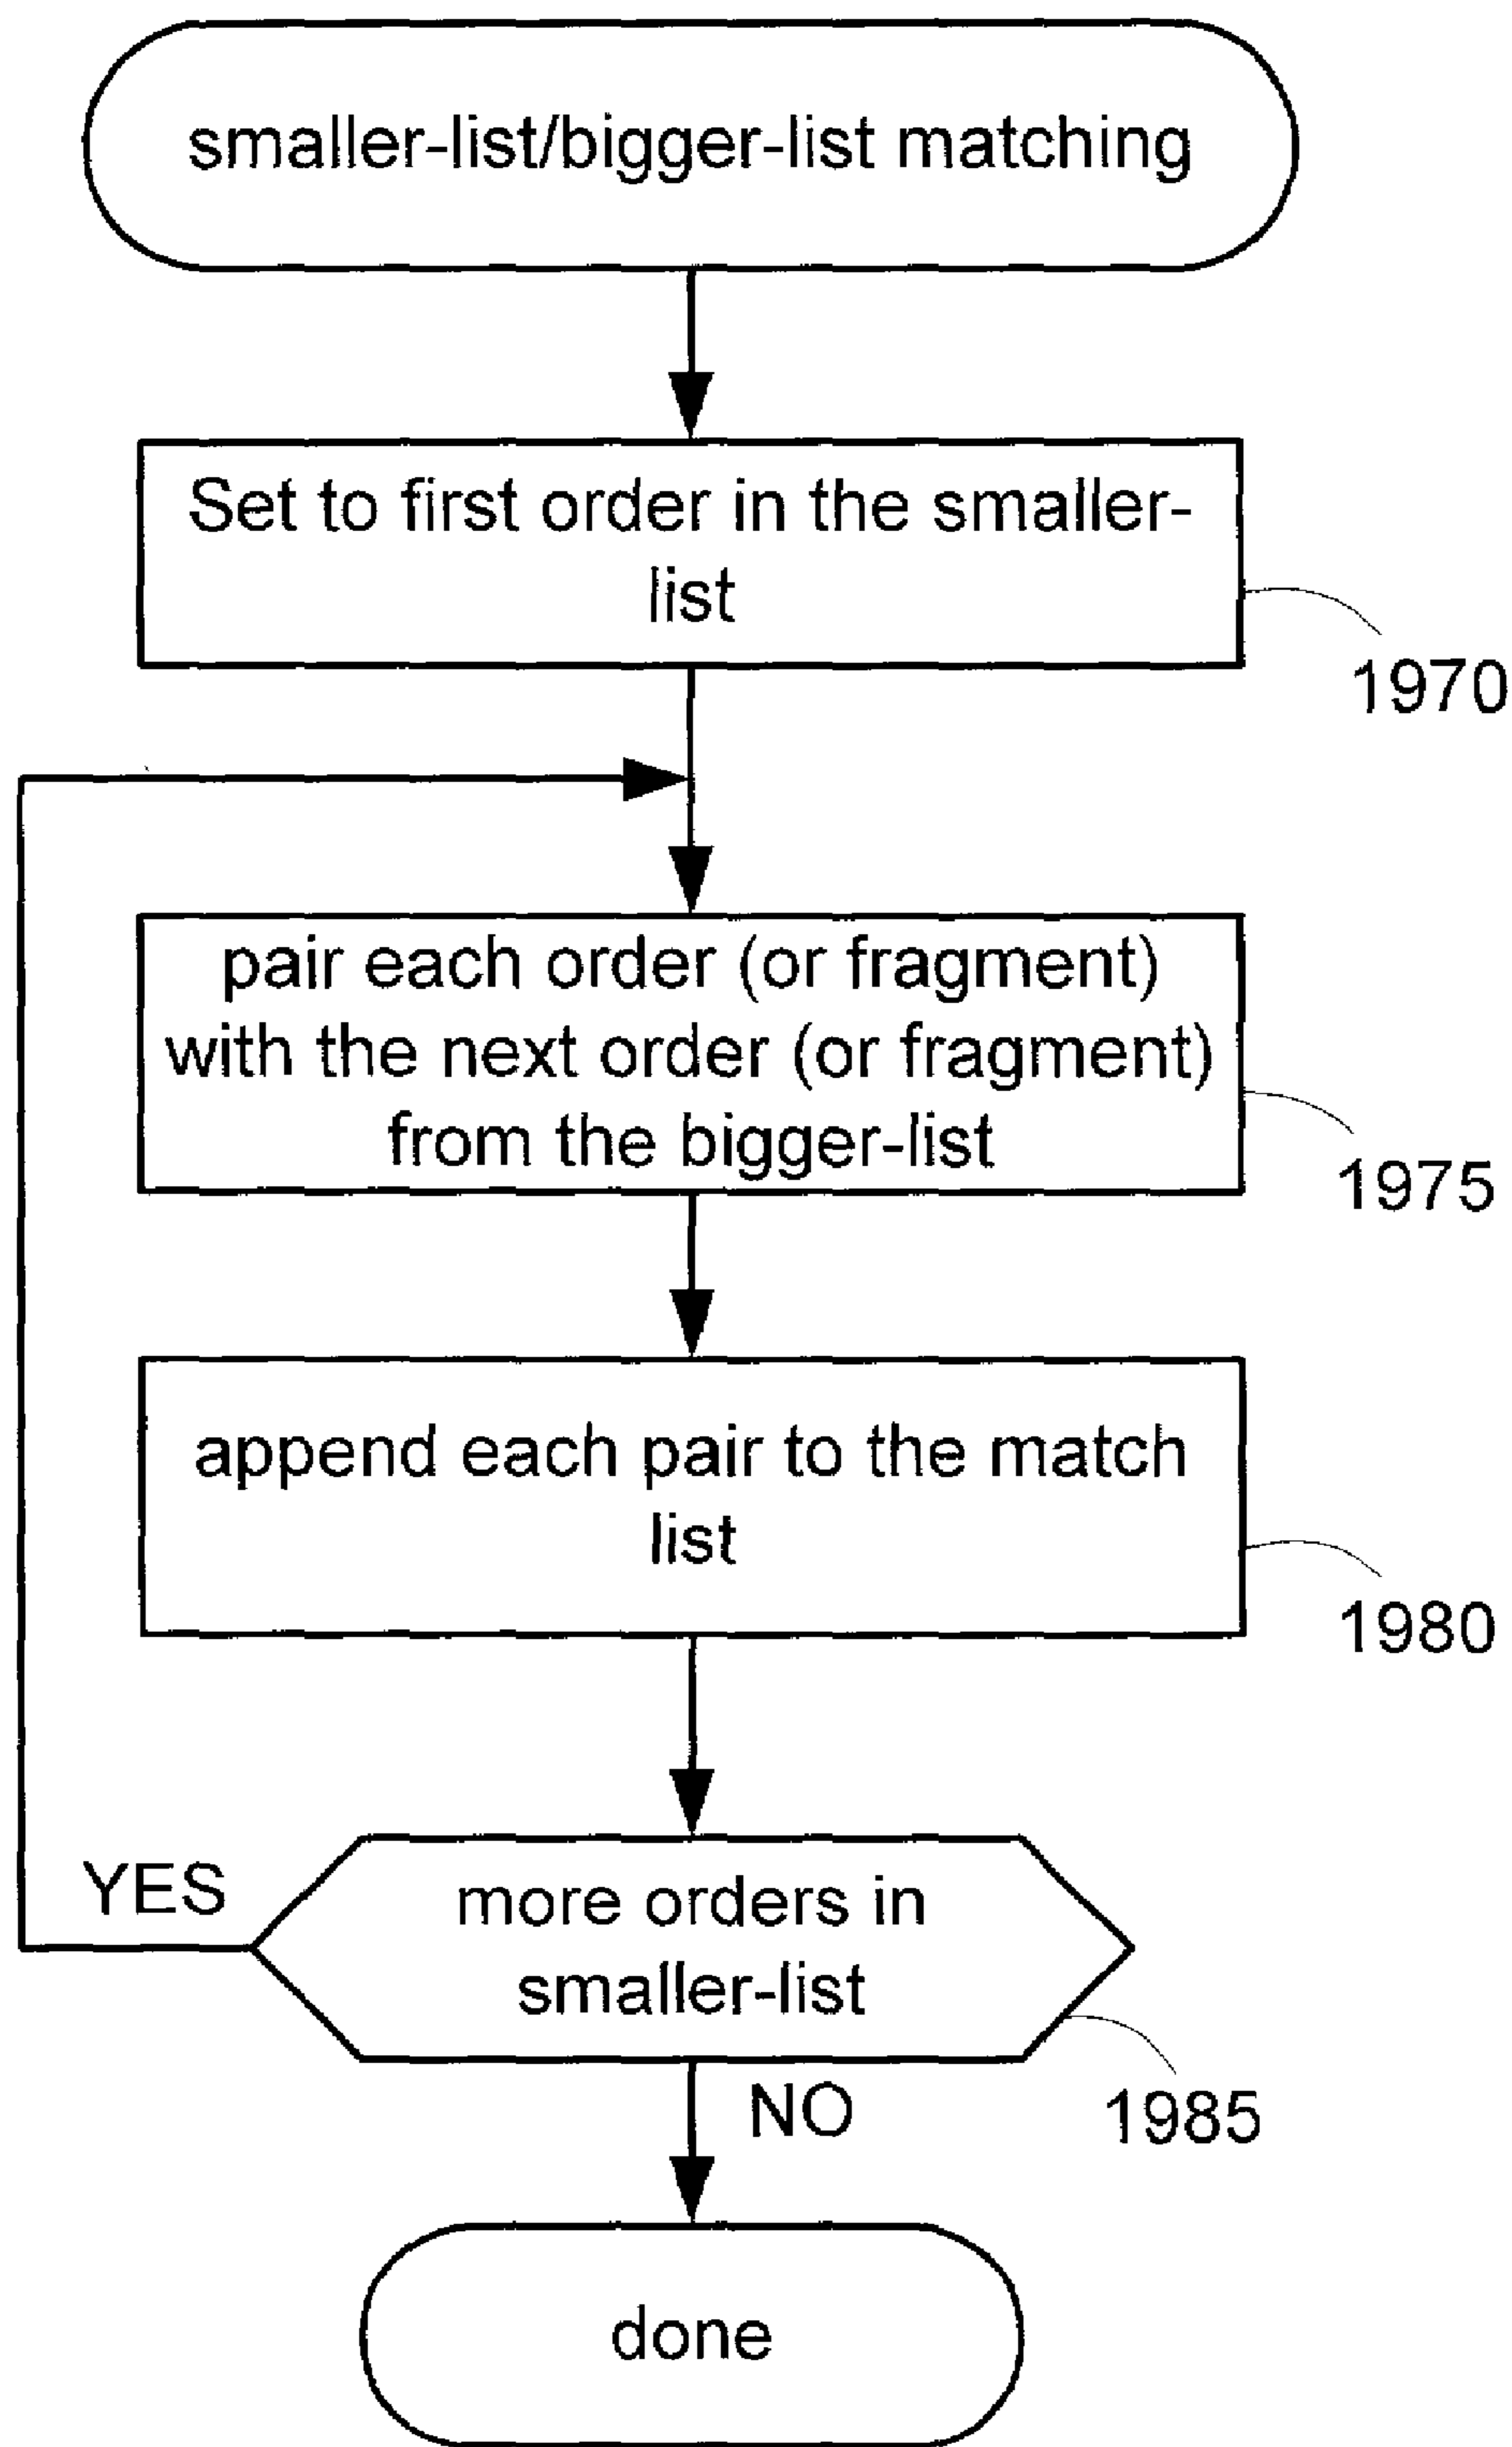 smaller-list/bigger-list matching
Set to first order in the smaller-
list
1970
pair each order (or fragment)
with the next order (or fragment)
from the bigger-list
1975
append each pair to the match
list
1980
YES
more orders in
smaller-list
1985
NO
done